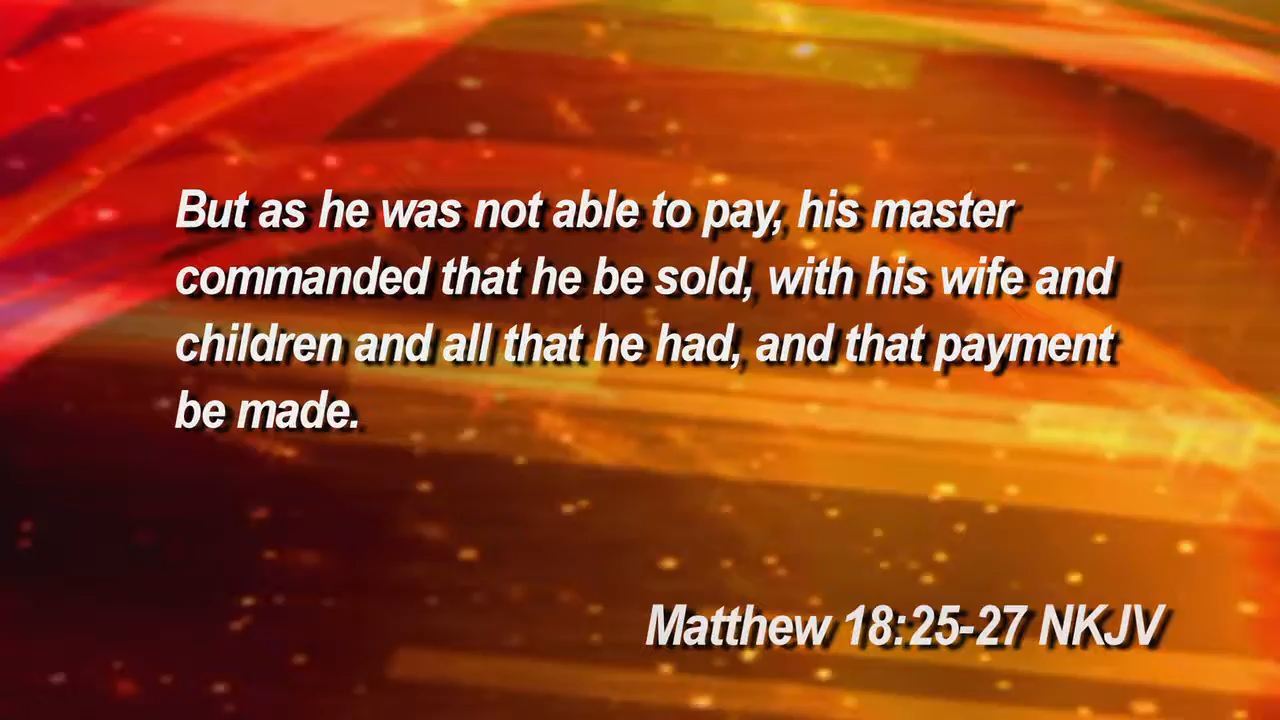 But as he was not able to pay, his master
commanded that he be sold, with his wife and
children and all that he had, and that payment
be made.
Matthew 18:25-27 NKJV